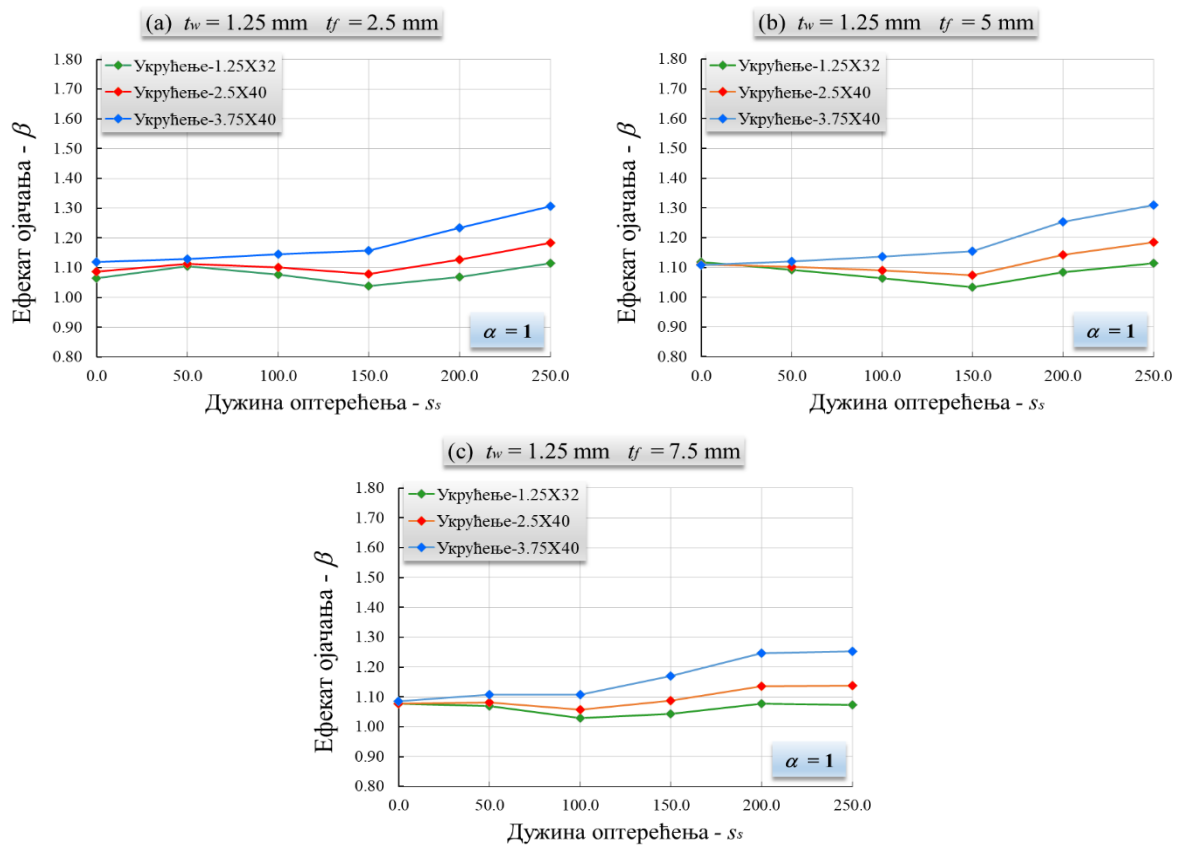 (a) tw = 1.25 mm tf = 2.5 mm
Ефекат ојачања - β
1.80
1.70
1.60
1.50
1.40
1.30
1.20
1.10
1.00
0.90
0.80
Укрућење-1.25X32
Укрућење-2.5X40
Укрућење-3.75X40
α = 1
0.0 50.0 100.0 150.0 200.0 250.0
Дужина оптерећења - ss
(b) tw = 1.25 mm tf = 5 mm
Ефекат ојачања - β
1.80
1.70
1.60
1.50
1.40
1.30
1.20
1.10
1.00
0.90
0.80
Укрућење-1.25X32
Укрућење-2.5X40
Укрућење-3.75X40
α = 1
0.0 50.0 100.0 150.0 200.0 250.0
Дужина оптерећења - ss
(c) tw = 1.25 mm tf = 7.5 mm
Ефекат ојачања - β
1.80
1.70
1.60
1.50
1.40
1.30
1.20
1.10
1.00
0.90
0.80
Укрућење-1.25X32
Укрућење-2.5X40
Укрућење-3.75X40
α = 1
0.0 50.0 100.0 150.0 200.0 250.0
Дужина оптерећења - ss